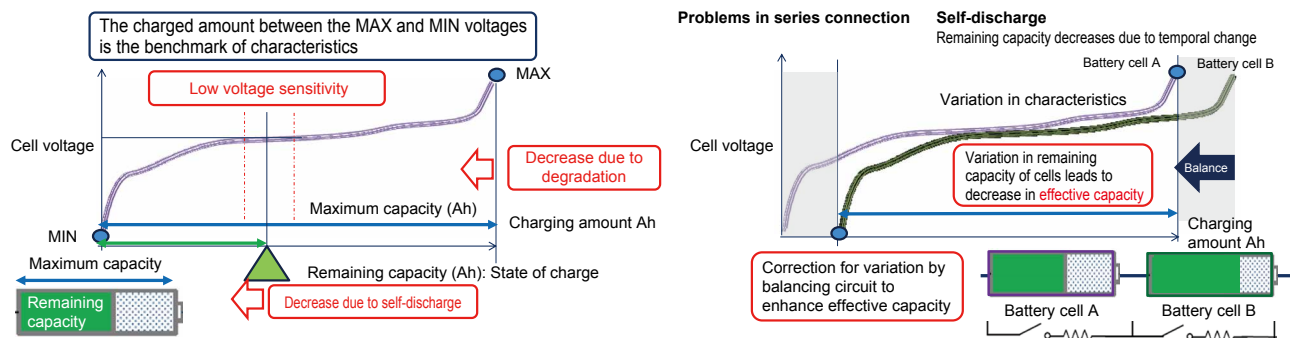 The charged amount between the MAX and MIN voltages
is the benchmark of characteristics
MAX
Low voltage sensitivity
Cell voltage
Decrease due to
degradation
Maximum capacity (Ah)
Charging amount Ah
MIN
Maximum capacity
Remaining capacity (Ah): State of charge
Decrease due to self-discharge
Remaining
capacity
Problems in series connection
Self-discharge
Remaining capacity decreases due to temporal change
Battery cell A
Battery cell B
Variation in characteristics
Cell voltage
Variation in remaining
capacity of cells leads to
decrease in effective capacity
Balance
Charging
amount Ah
Correction for variation by
balancing circuit to
enhance effective capacity
Battery cell A
Battery cell B